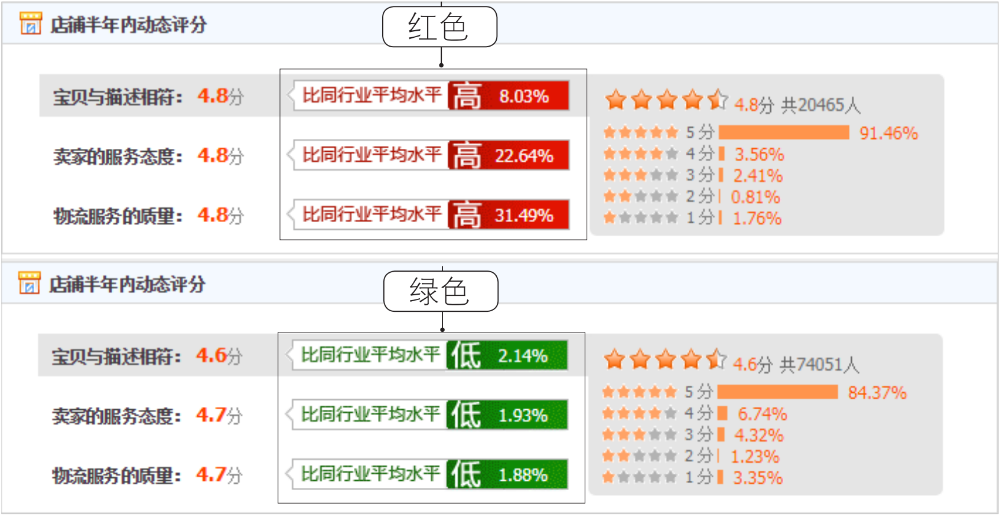 红色
店铺半年内动态评分
宝贝与描述相符： 4.8分 比同行业平均水平 高 8.03%
卖家的服务态度： 4.8分 比同行业平均水平 高 22.64%
物流服务的质量： 4.8分 比同行业平均水平 高 31.49%
4.8分 共20465人
5分 91.46%
4分 3.56%
3分 2.41%
2分 0.81%
1分 1.76%
绿色
店铺半年内动态评分
宝贝与描述相符： 4.6分 比同行业平均水平 低 2.14%
卖家的服务态度： 4.7分 比同行业平均水平 低 1.93%
物流服务的质量： 4.7分 比同行业平均水平 低 1.88%
4.6分 共74051人
5分 84.37%
4分 6.74%
3分 4.32%
2分 1.23%
1分 3.35%